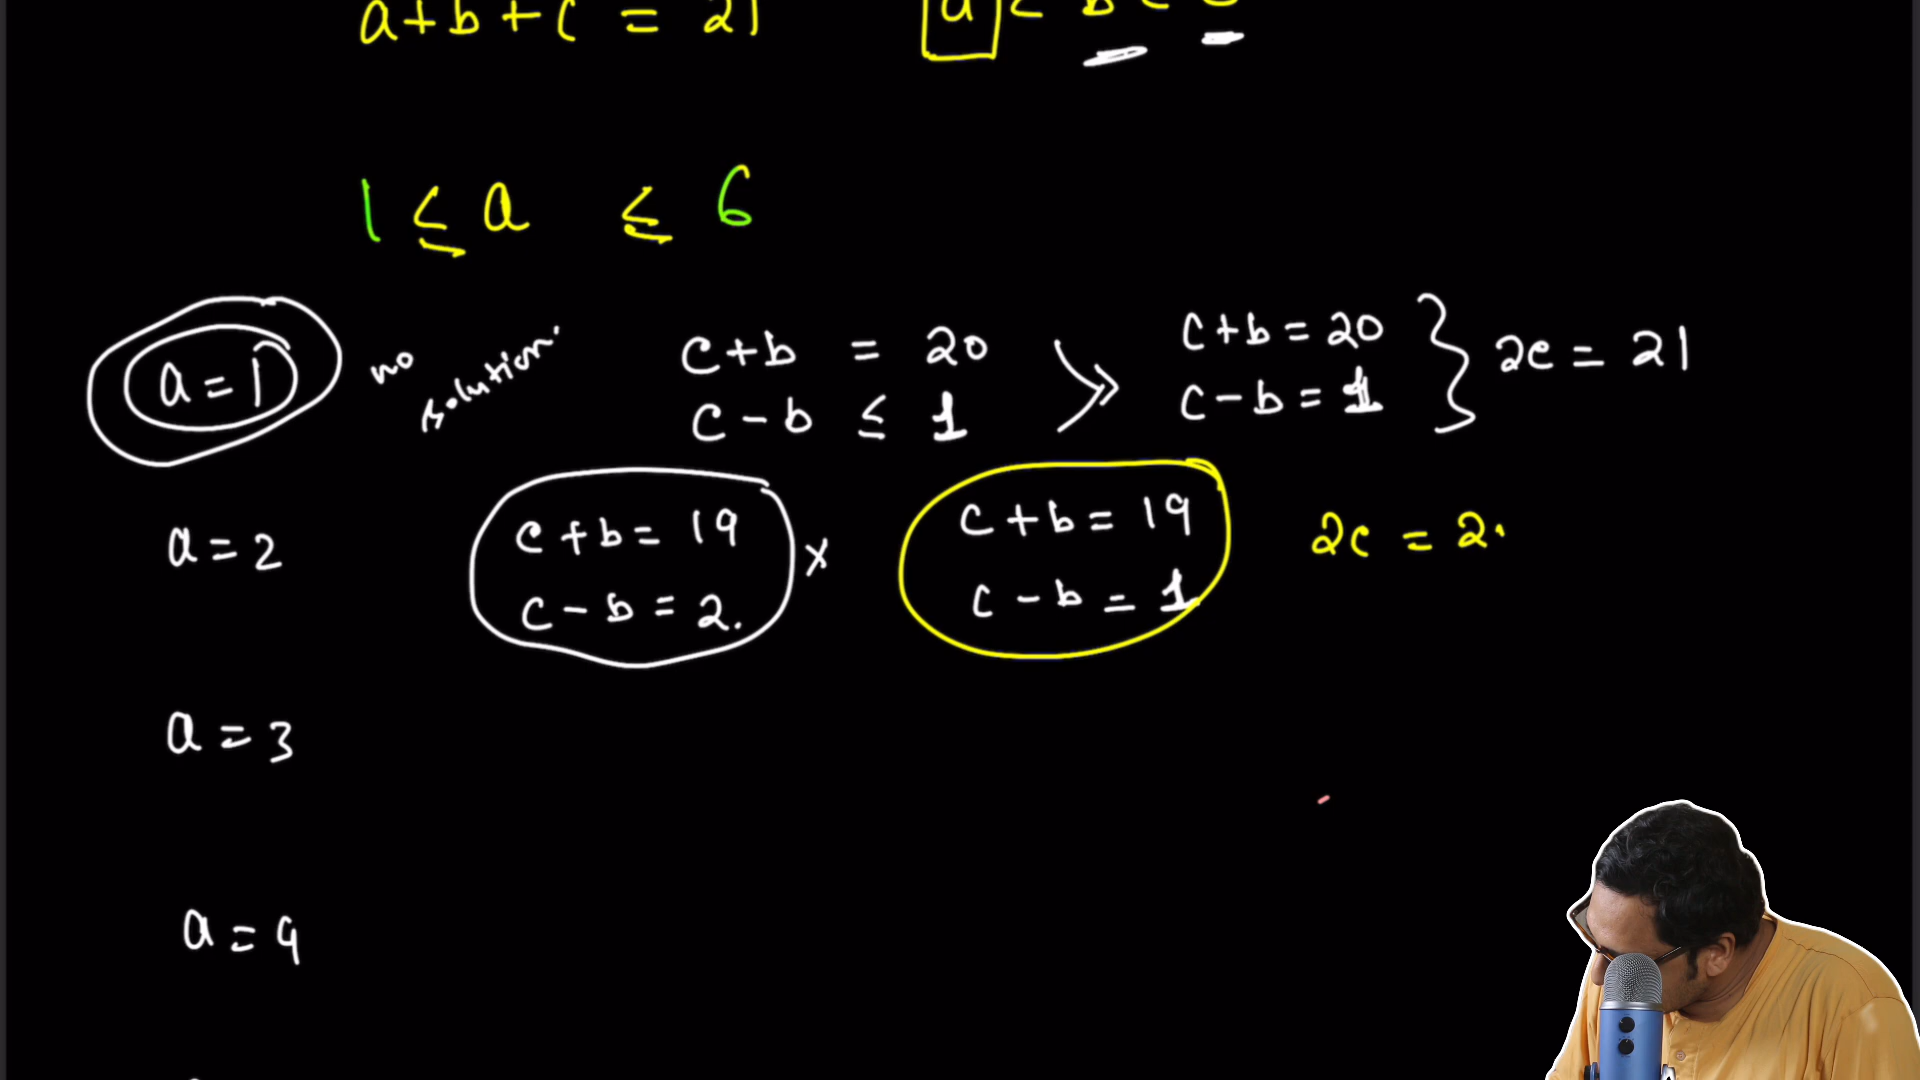 a+b+c = 21 a < b <
1 ≤ a ≤ 6
a=1 no solution. c+b = 20 c+b=20 2c = 21
c-b ≤ 1 c-b=1
a=2 c+b=19 x c+b=19 2c = 2
c-b=2. c-b=1
a=3
a=4